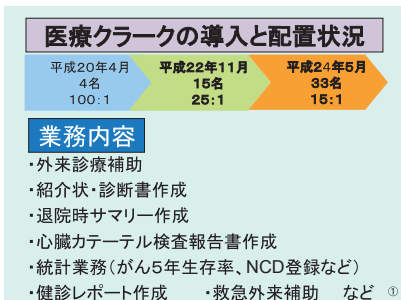 医療クラークの導入と配置状況
平成20年4月 平成22年11月 平成24年5月
4名 15名 33名
100:1 25:1 15:1
業務内容
・外来診療補助
・紹介状・診断書作成
・退院時サマリー作成
・心臓カテーテル検査報告書作成
・統計業務（がん5年生存率、NCD登録など）
・健診レポート作成 ・救急外来補助 など ①